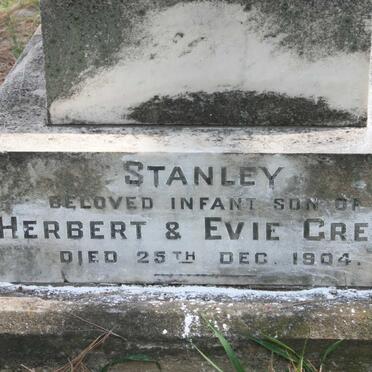 STANLEY
BELOVED INFANT SON OF
HERBERT & EVIE
DIED 25TH DEC. 1904.